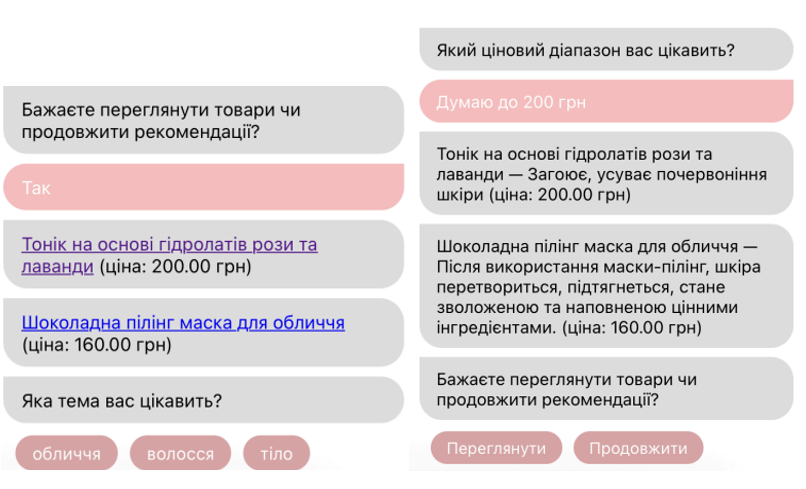 Бажаєте переглянути товари чи
продовжити рекомендації?
Так
Тонік на основі гідролатів рози та
лаванди (ціна: 200.00 грн)
Шоколадна пілінг маска для обличчя
(ціна: 160.00 грн)
Яка тема вас цікавить?
обличчя
волосся
тіло
Який ціновий діапазон вас цікавить?
Думаю до 200 грн
Тонік на основі гідролатів рози та
лаванди — Загоює, усуває почервоніння
шкіри (ціна: 200.00 грн)
Шоколадна пілінг маска для обличчя —
Після використання маски-пілінг, шкіра
перетвориться, підтягнеться, стане
зволоженою та наповненою цінними
інгредієнтами. (ціна: 160.00 грн)
Бажаєте переглянути товари чи
продовжити рекомендації?
Переглянути
Продовжити